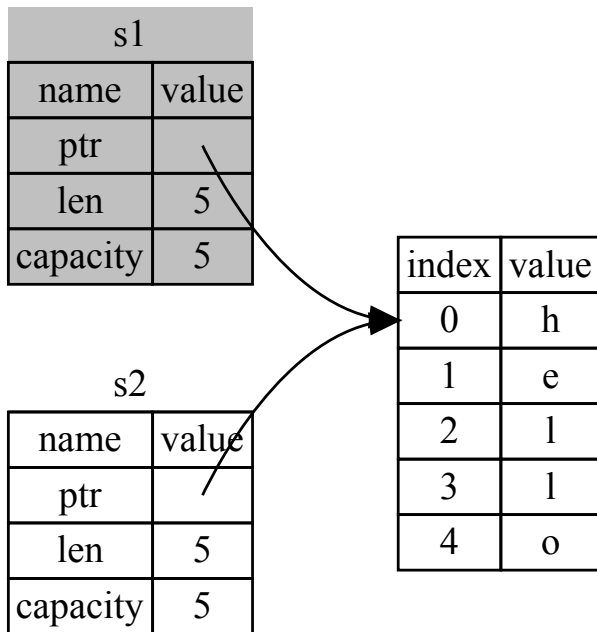 s1
name value
ptr
len 5
capacity 5
s2
name value
ptr
len 5
capacity 5
index value
0 h
1 e
2 l
3 l
4 o